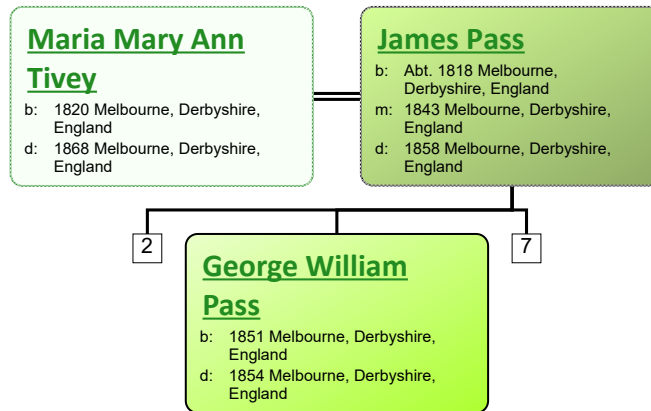 Maria Mary Ann
Tivey
b: 1820 Melbourne, Derbyshire,
England
d: 1868 Melbourne, Derbyshire,
England
James Pass
b: Abt. 1818 Melbourne,
Derbyshire, England
m: 1843 Melbourne, Derbyshire,
England
d: 1858 Melbourne, Derbyshire,
England
2
George William
Pass
b: 1851 Melbourne, Derbyshire,
England
d: 1854 Melbourne, Derbyshire,
England
7